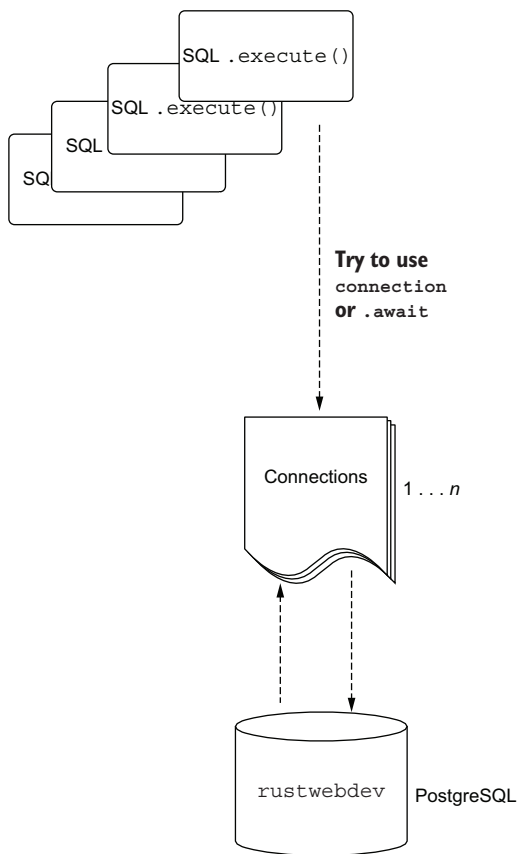 SQL .execute()
SQL .execute()
SQL
SQ
Try to use
connection
or .await
Connections
1 . . . n
rustwebdev
PostgreSQL